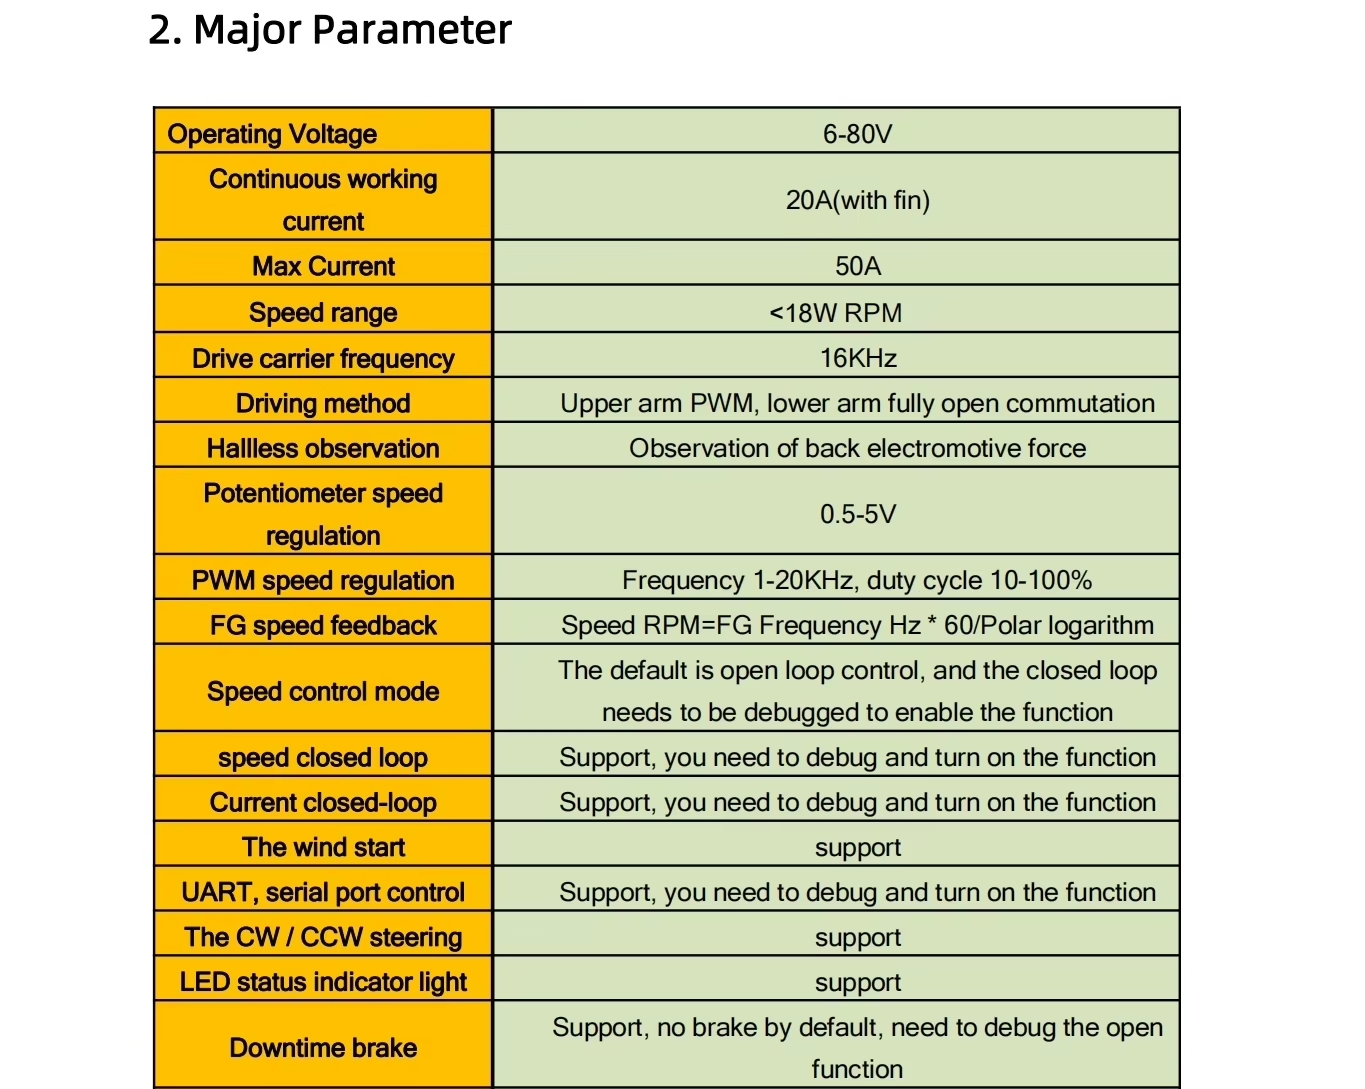 2. Major Parameter
Operating Voltage
6-80V
Continuous working
current
20A(with fin)
Max Current
50A
Speed range
<18W RPM
Drive carrier frequency
16KHz
Driving method
Upper arm PWM, lower arm fully open commutation
Hallless observation
Observation of back electromotive force
Potentiometer speed
regulation
0.5-5V
PWM speed regulation
Frequency 1-20KHz, duty cycle 10-100%
FG speed feedback
Speed RPM=FG Frequency Hz * 60/Polar logarithm
Speed control mode
The default is open loop control, and the closed loop
needs to be debugged to enable the function
speed closed loop
Support, you need to debug and turn on the function
Current closed-loop
Support, you need to debug and turn on the function
The wind start
support
UART, serial port control
Support, you need to debug and turn on the function
The CW / CCW steering
support
LED status indicator light
support
Downtime brake
Support, no brake by default, need to debug the open
function